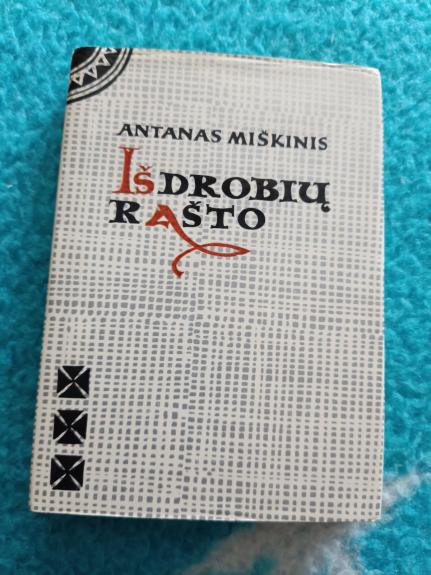 ANTANAS MIŠKINIS
IŠ DROBIŲ
RAŠTO